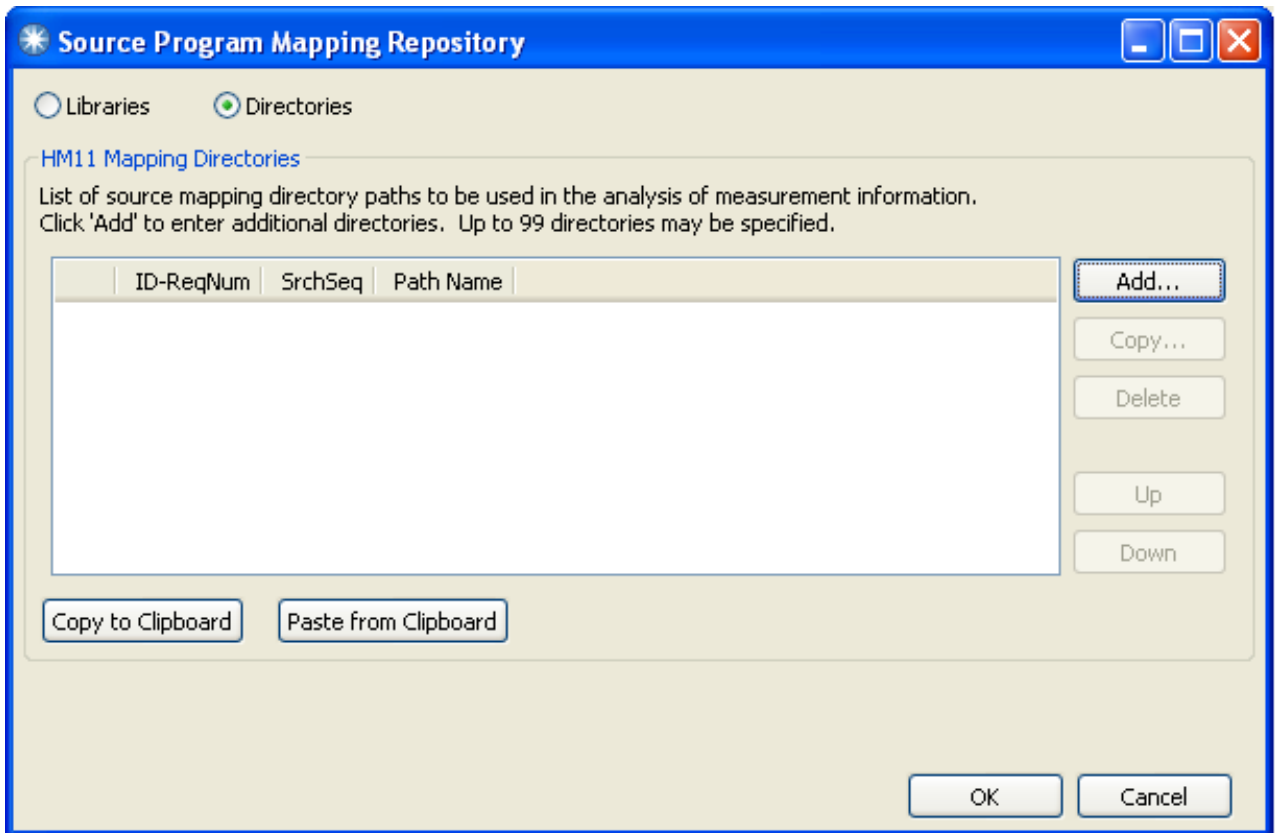 Source Program Mapping Repository
Libraries Directories
HM11 Mapping Directories
List of source mapping directory paths to be used in the analysis of measurement information.
Click 'Add' to enter additional directories.  Up to 99 directories may be specified.
ID-ReqNum SrchSeq Path Name
Add...
Copy...
Delete
Up
Down
Copy to Clipboard Paste from Clipboard
OK Cancel